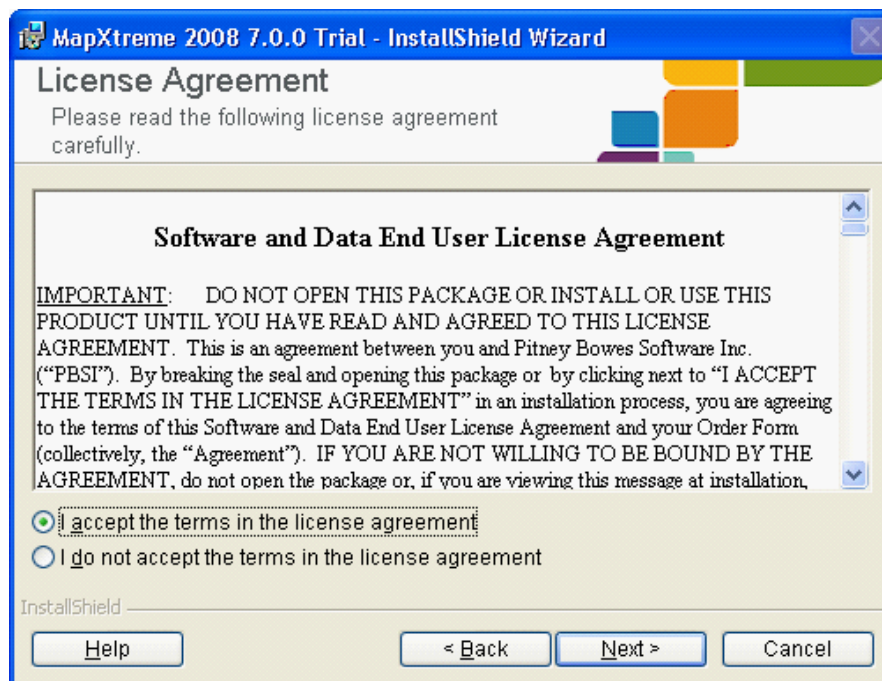 MapXtreme 2008 7.0.0 Trial - InstallShield Wizard
License Agreement
Please read the following license agreement
carefully.
Software and Data End User License Agreement
IMPORTANT: DO NOT OPEN THIS PACKAGE OR INSTALL OR USE THIS
PRODUCT UNTIL YOU HAVE READ AND AGREED TO THIS LICENSE
AGREEMENT. This is an agreement between you and Pitney Bowes Software Inc.
(“PBSI”). By breaking the seal and opening this package or by clicking next to “I ACCEPT
THE TERMS IN THE LICENSE AGREEMENT” in an installation process, you are agreeing
to the terms of this Software and Data End User License Agreement and your Order Form
(collectively, the “Agreement”). IF YOU ARE NOT WILLING TO BE BOUND BY THE
AGREEMENT, do not open the package or, if you are viewing this message at installation,
I accept the terms in the license agreement
I do not accept the terms in the license agreement
InstallShield
Help < Back Next > Cancel